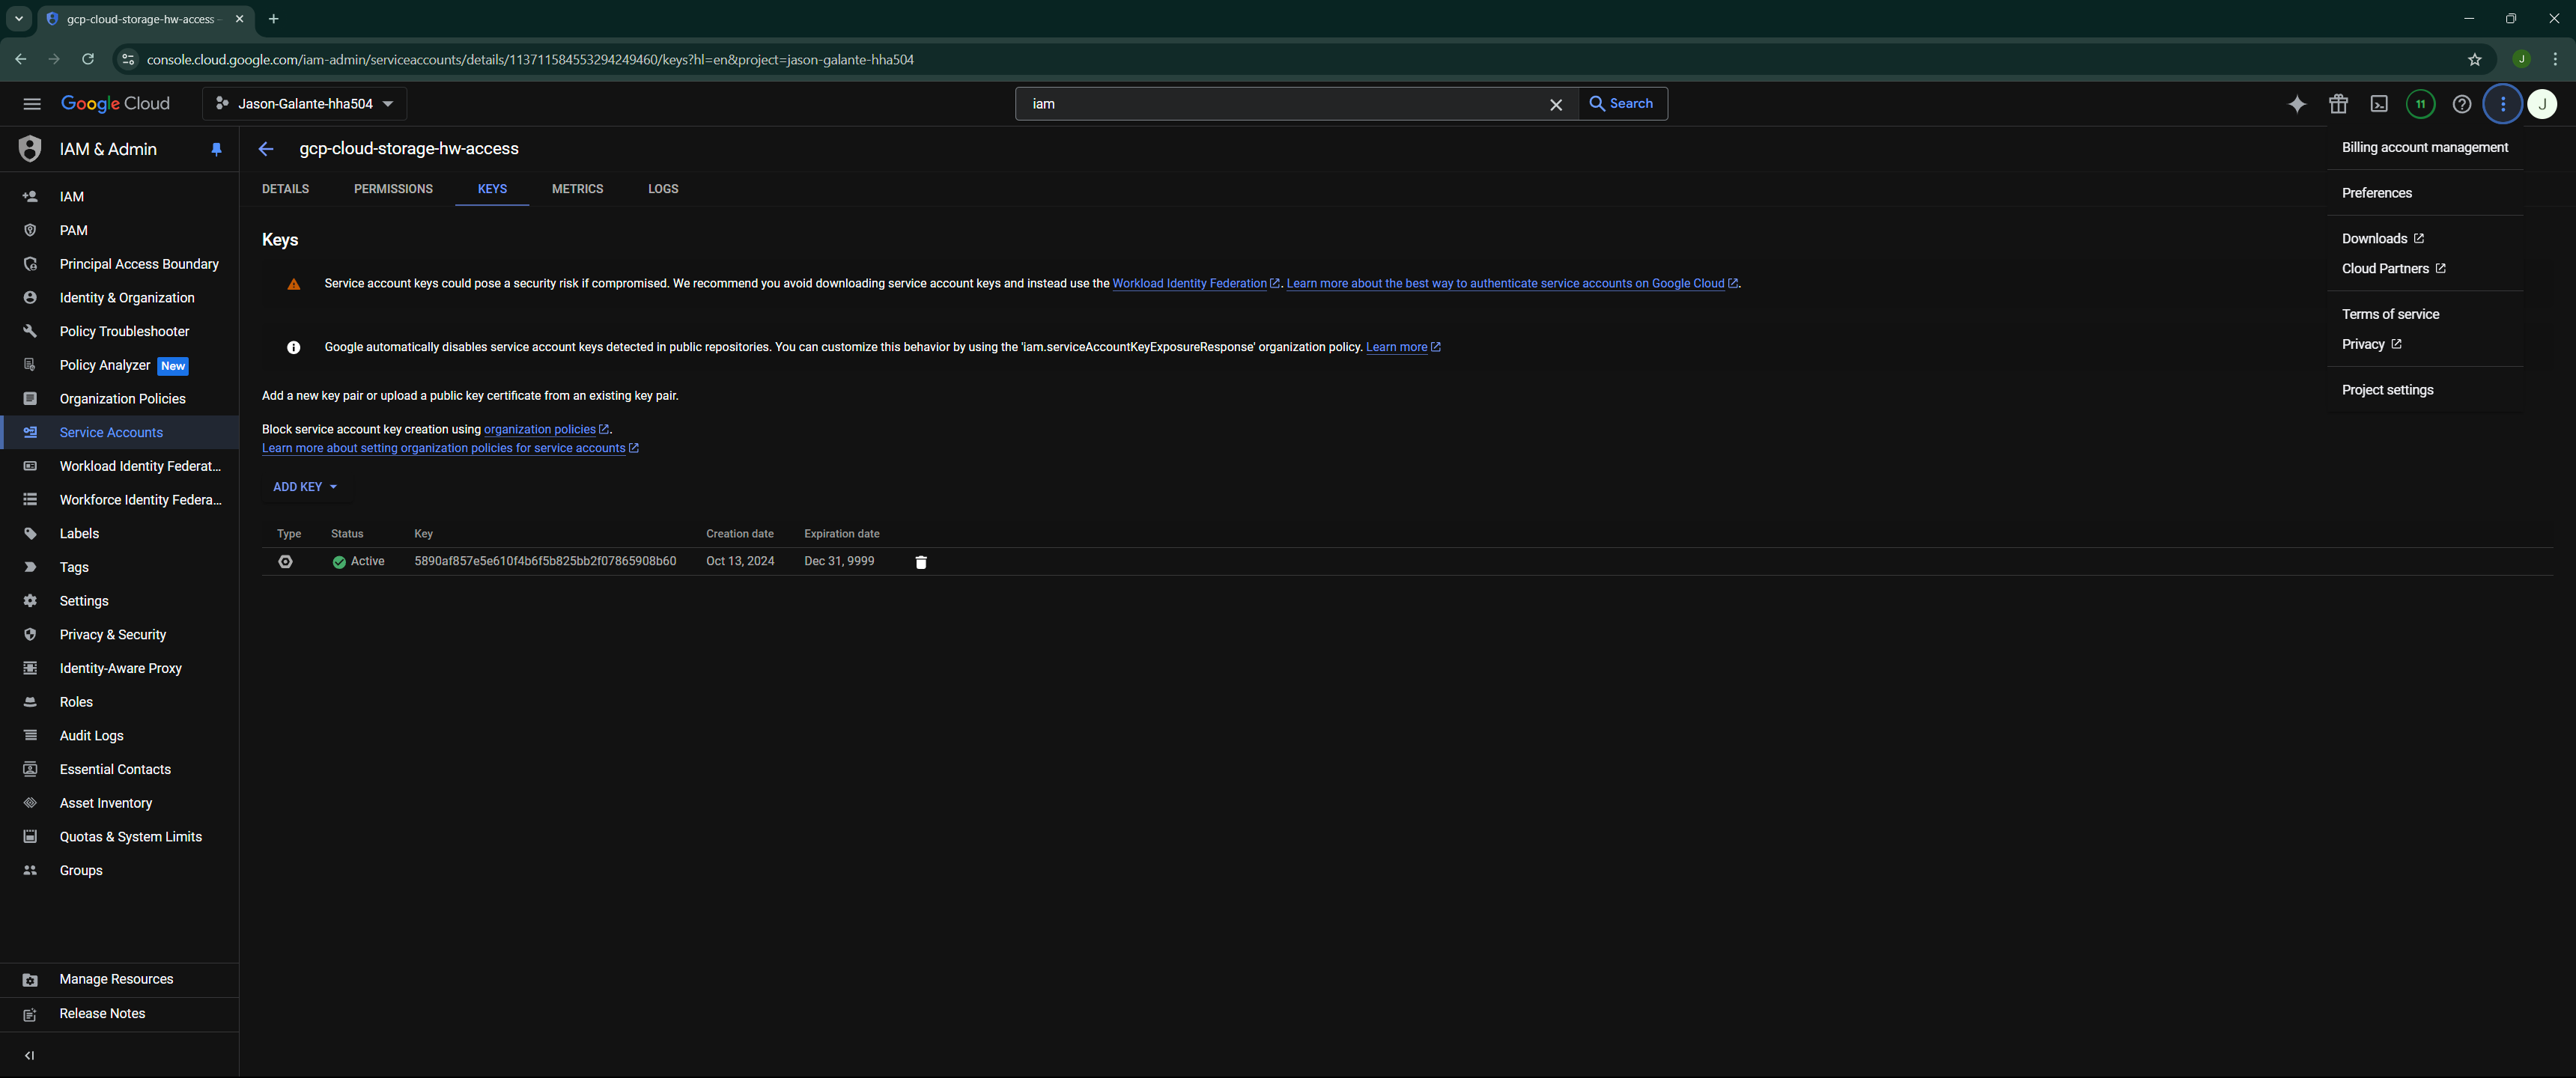 gcp-cloud-storage-hw-access -
console.cloud.google.com/iam-admin/serviceaccounts/details/113711584553294249460/keys?hl=en&project=jason-galante-hha504
J
Google Cloud
Jason-Galante-hha504
iam
Search
11
J
IAM & Admin
IAM
PAM
Principal Access Boundary
Identity & Organization
Policy Troubleshooter
Policy Analyzer New
Organization Policies
Service Accounts
Workload Identity Federat...
Workforce Identity Federa...
Labels
Tags
Settings
Privacy & Security
Identity-Aware Proxy
Roles
Audit Logs
Essential Contacts
Asset Inventory
Quotas & System Limits
Groups
Manage Resources
Release Notes
gcp-cloud-storage-hw-access
DETAILS PERMISSIONS KEYS METRICS LOGS
Keys
Service account keys could pose a security risk if compromised. We recommend you avoid downloading service account keys and instead use the Workload Identity Federation. Learn more about the best way to authenticate service accounts on Google Cloud.
Google automatically disables service account keys detected in public repositories. You can customize this behavior by using the 'iam.serviceAccountKeyExposureResponse' organization policy. Learn more
Add a new key pair or upload a public key certificate from an existing key pair.
Block service account key creation using organization policies.
Learn more about setting organization policies for service accounts
ADD KEY
Type Status Key Creation date Expiration date
Active 5890af857e5e610f4b6f5b825bb2f07865908b60 Oct 13, 2024 Dec 31, 9999
Billing account management
Preferences
Downloads
Cloud Partners
Terms of service
Privacy
Project settings